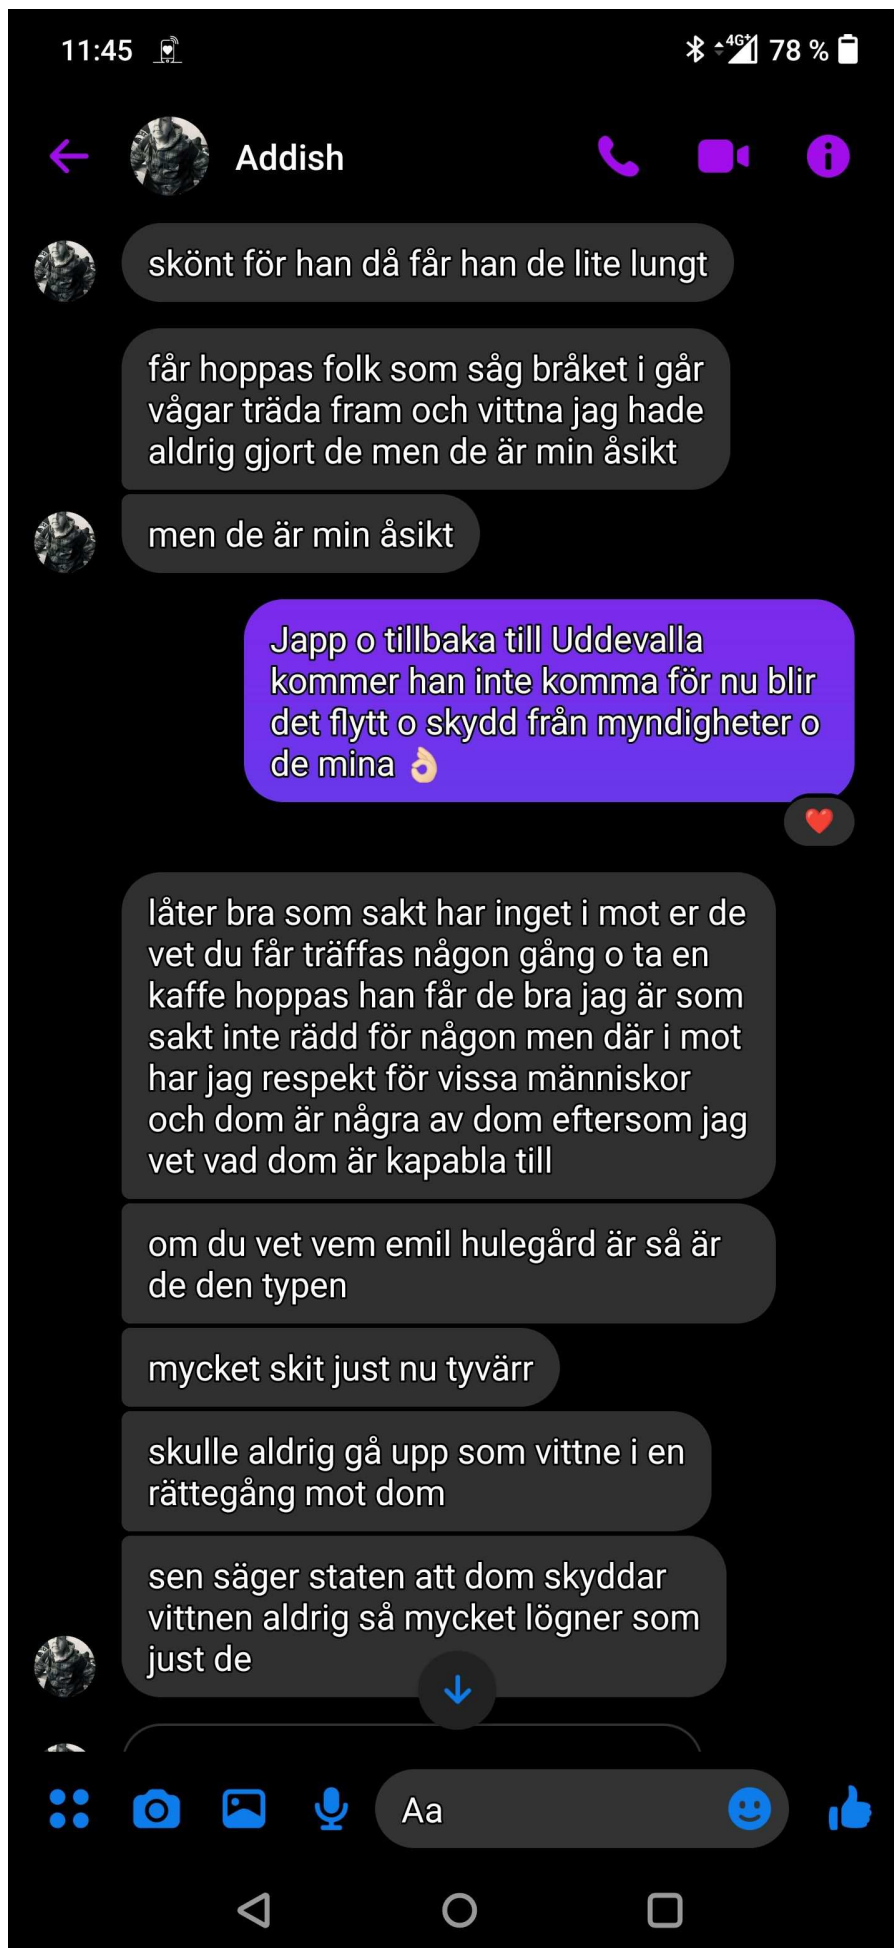 11:45
4G+ 78 %
Addish
skönt för han då får han de lite lungt
får hoppas folk som såg bråket i går
vågar träda fram och vittna jag hade
aldrig gjort de men de är min åsikt
men de är min åsikt
Japp o tillbaka till Uddevalla
kommer han inte komma för nu blir
det flytt o skydd från myndigheter o
de mina 👌🏻
❤️
låter bra som sakt har inget i mot er de
vet du får träffas någon gång o ta en
kaffe hoppas han får de bra jag är som
sakt inte rädd för någon men där i mot
har jag respekt för vissa människor
och dom är några av dom eftersom jag
vet vad dom är kapabla till
om du vet vem emil hulegård är så är
de den typen
mycket skit just nu tyvärr
skulle aldrig gå upp som vittne i en
rättegång mot dom
sen säger staten att dom skyddar
vittnen aldrig så mycket lögner som
just de
Aa